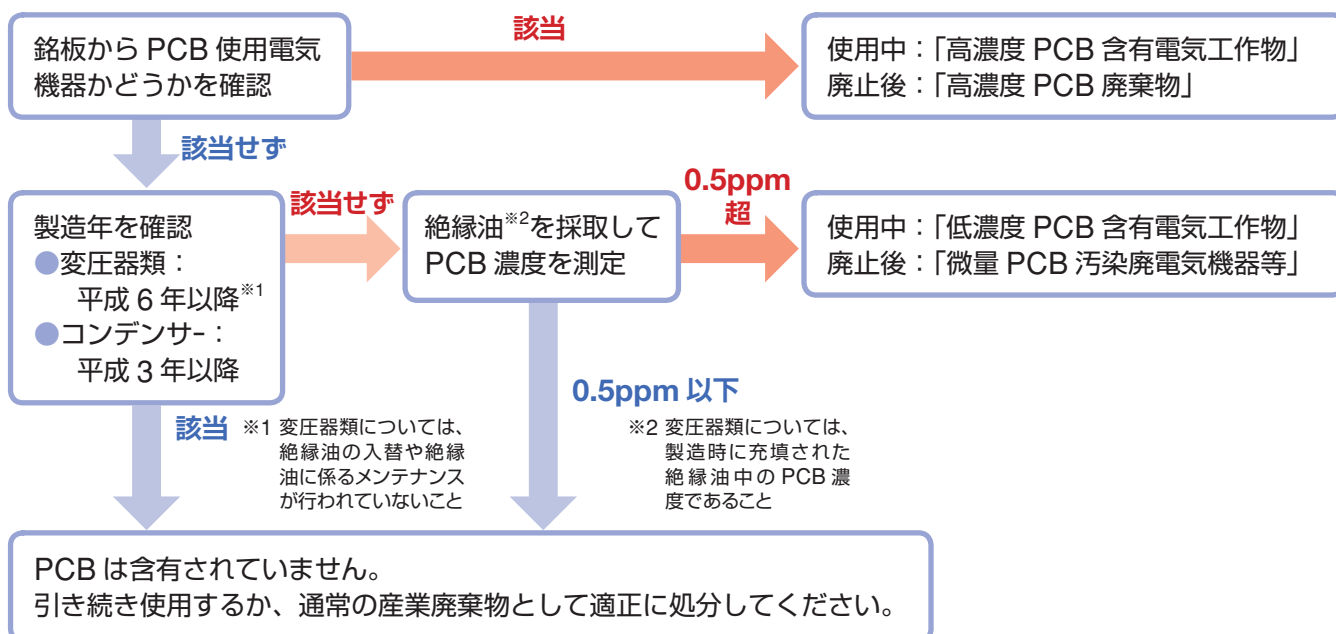 銘板から PCB 使用電気
機器かどうかを確認
該当
使用中：「高濃度 PCB 含有電気工作物」
廃止後：「高濃度 PCB 廃棄物」
該当せず
製造年を確認
●変圧器類：
平成 6 年以降※1
●コンデンサー：
平成 3 年以降
該当せず
絶縁油※2を採取して
PCB 濃度を測定
0.5ppm
超
使用中：「低濃度 PCB 含有電気工作物」
廃止後：「微量 PCB 汚染廃電気機器等」
該当
※1 変圧器類については、
絶縁油の入替や絶縁
油に係るメンテナンス
が行われていないこと
0.5ppm 以下
※2 変圧器類については、
製造時に充填された
絶縁油中の PCB 濃
度であること
PCB は含有されていません。
引き続き使用するか、通常の産業廃棄物として適正に処分してください。